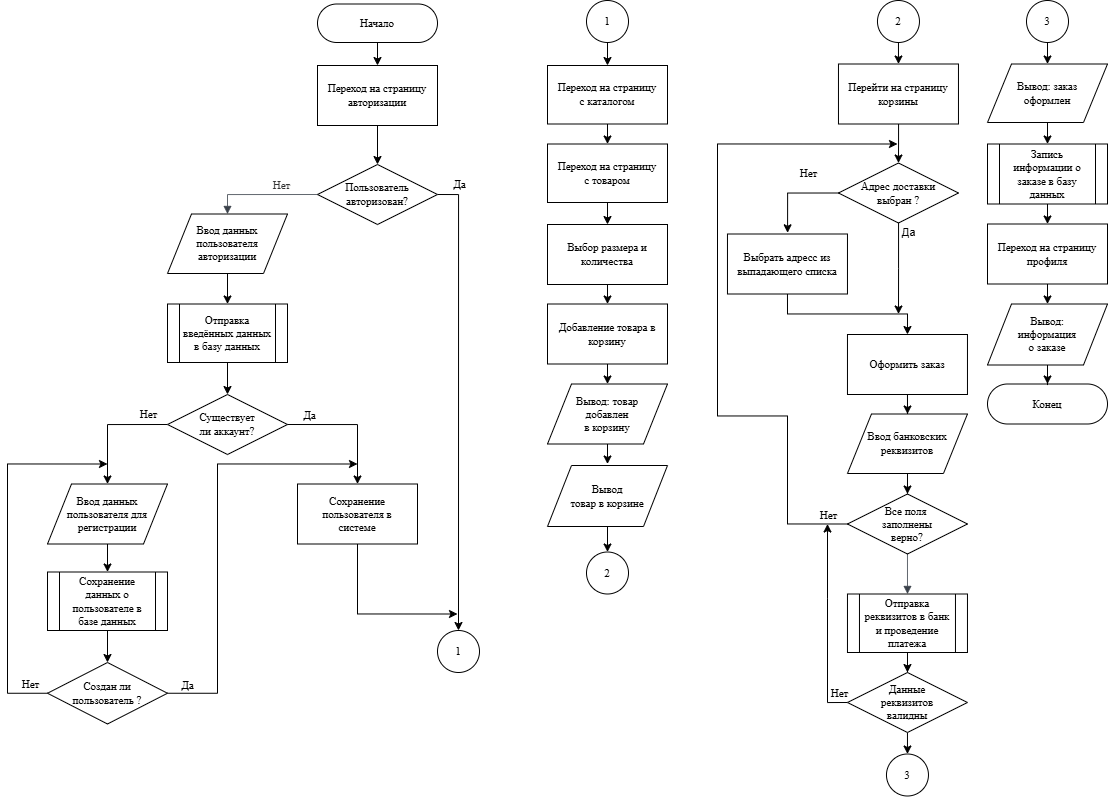 Начало
Переход на страницу
авторизации
Пользователь
авторизован?
Нет
Да
Ввод данных
пользователя
авторизации
Отправка
введённых данных
в базу данных
Существует
ли аккаунт?
Нет
Да
Ввод данных
пользователя для
регистрации
Сохранение
пользователя в
системе
Сохранение
данных о
пользователе в
базе данных
Создан ли
пользователь ?
Нет
Да
1
1
Переход на страницу
с каталогом
Переход на страницу
с товаром
Выбор размера и
количества
Добавление товара в
корзину
Вывод: товар
добавлен
в корзину
Вывод
товар в корзине
2
2
Перейти на страницу
корзины
Адрес доставки
выбран ?
Нет
Да
Выбрать адресс из
выпадающего списка
Оформить заказ
Ввод банковских
реквизитов
Все поля
заполнены
верно?
Нет
Отправка
реквизитов в банк
и проведение
платежа
Данные
реквизитов
валидны
Нет
3
3
Вывод: заказ
оформлен
Запись
информации о
заказе в базу
данных
Переход на страницу
профиля
Вывод:
информация
о заказе
Конец